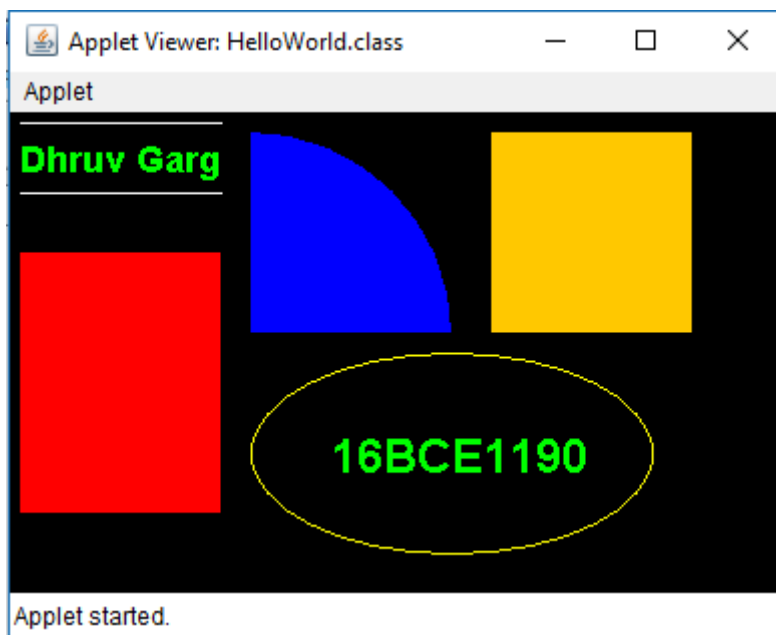 Applet Viewer: HelloWorld.class
Applet
Dhruv Garg
16BCE1190
Applet started.